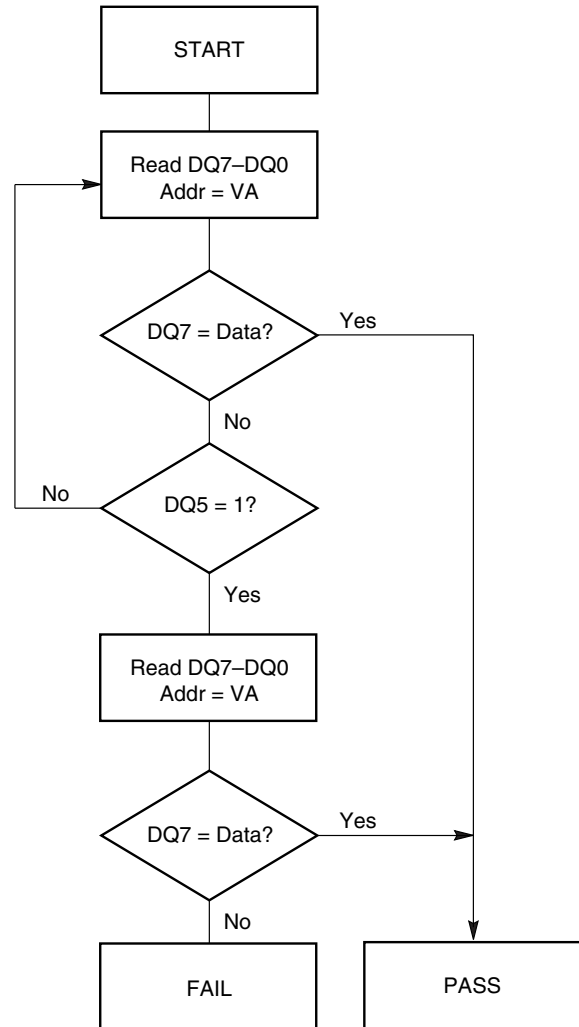 START
Read DQ7–DQ0
Addr = VA
DQ7 = Data?
Yes
No
No
DQ5 = 1?
Yes
Read DQ7–DQ0
Addr = VA
DQ7 = Data?
Yes
No
FAIL
PASS